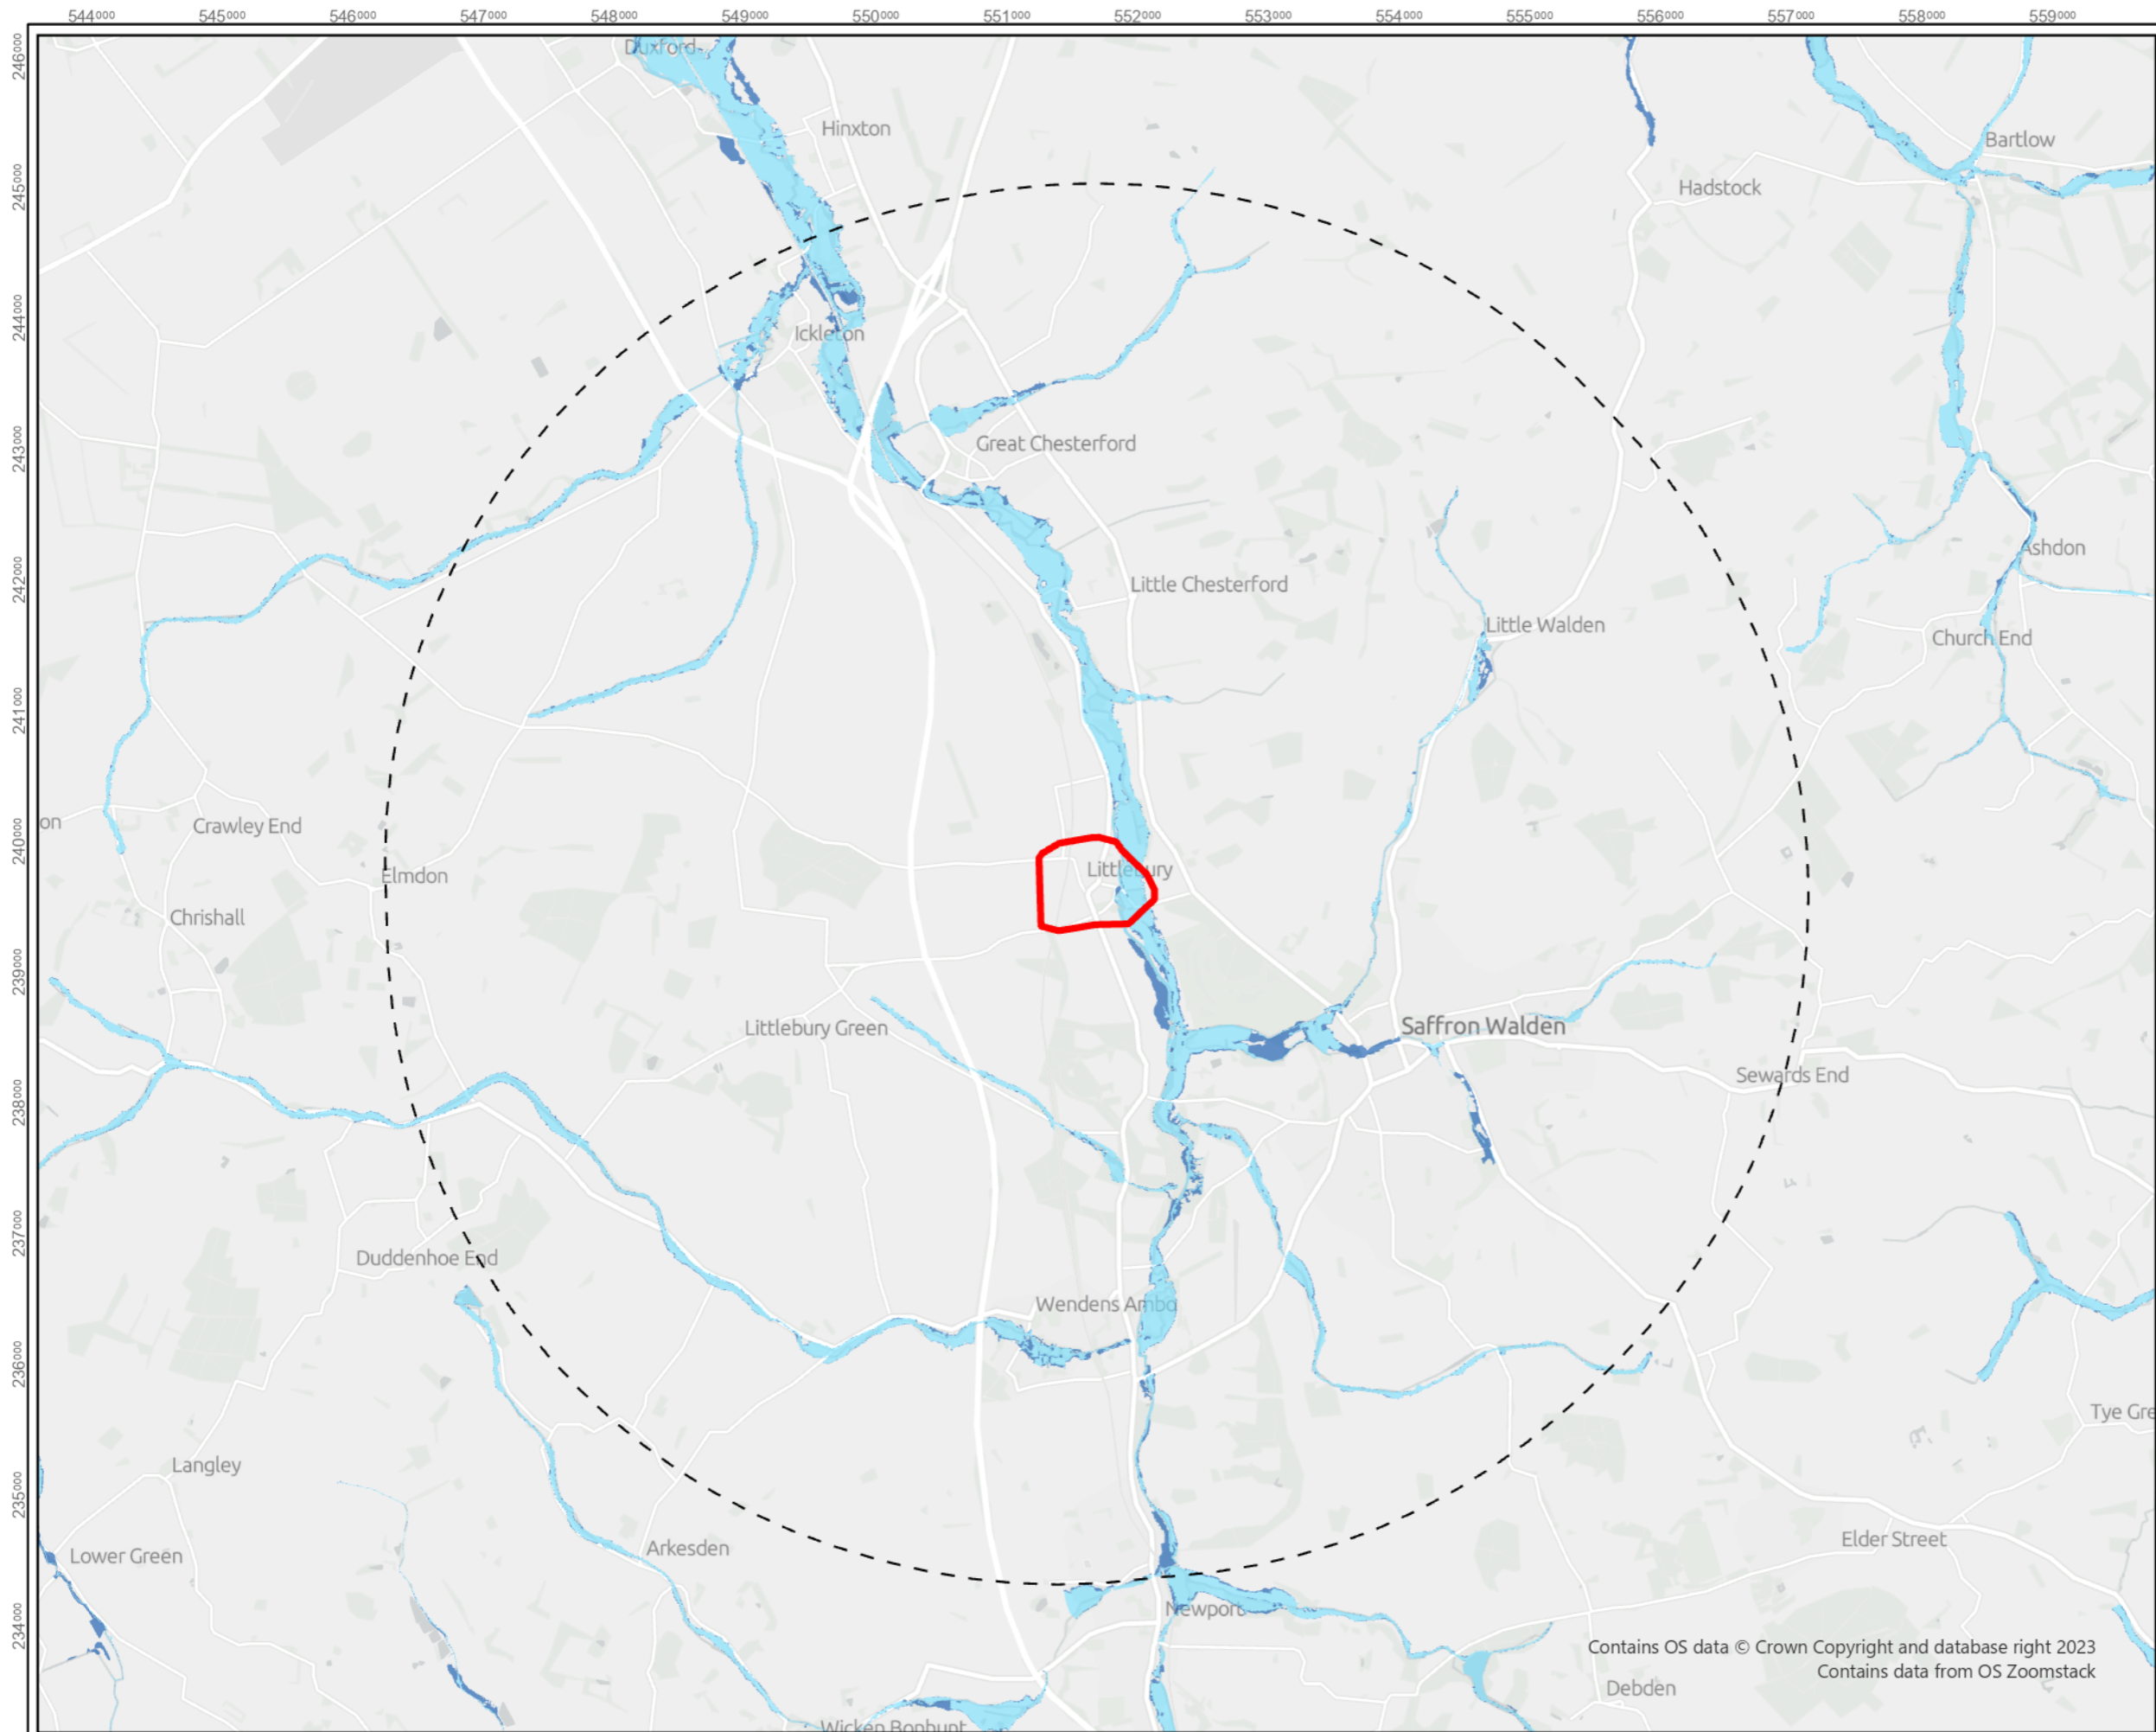 544000 545000 546000 547000 548000 549000 550000 551000 552000 553000 554000 555000 556000 557000 558000 559000
246000
245000
244000
243000
242000
241000
240000
239000
238000
237000
236000
235000
234000
Duxford
Hinxton
Bartlow
Hadstock
Ickleton
Great Chesterford
Ashdon
Little Chesterford
Little Walden
Church End
on
Crawley End
Littlebury
Elmdon
Chrishall
Littlebury Green
Saffron Walden
Sewards End
Duddenhoe End
Wendens Ambo
Tye Gre
Langley
Elder Street
Arkesden
Lower Green
Newport
Contains OS data © Crown Copyright and database right 2023
Contains data from OS Zoomstack
Debden
Wicken Bonhunt